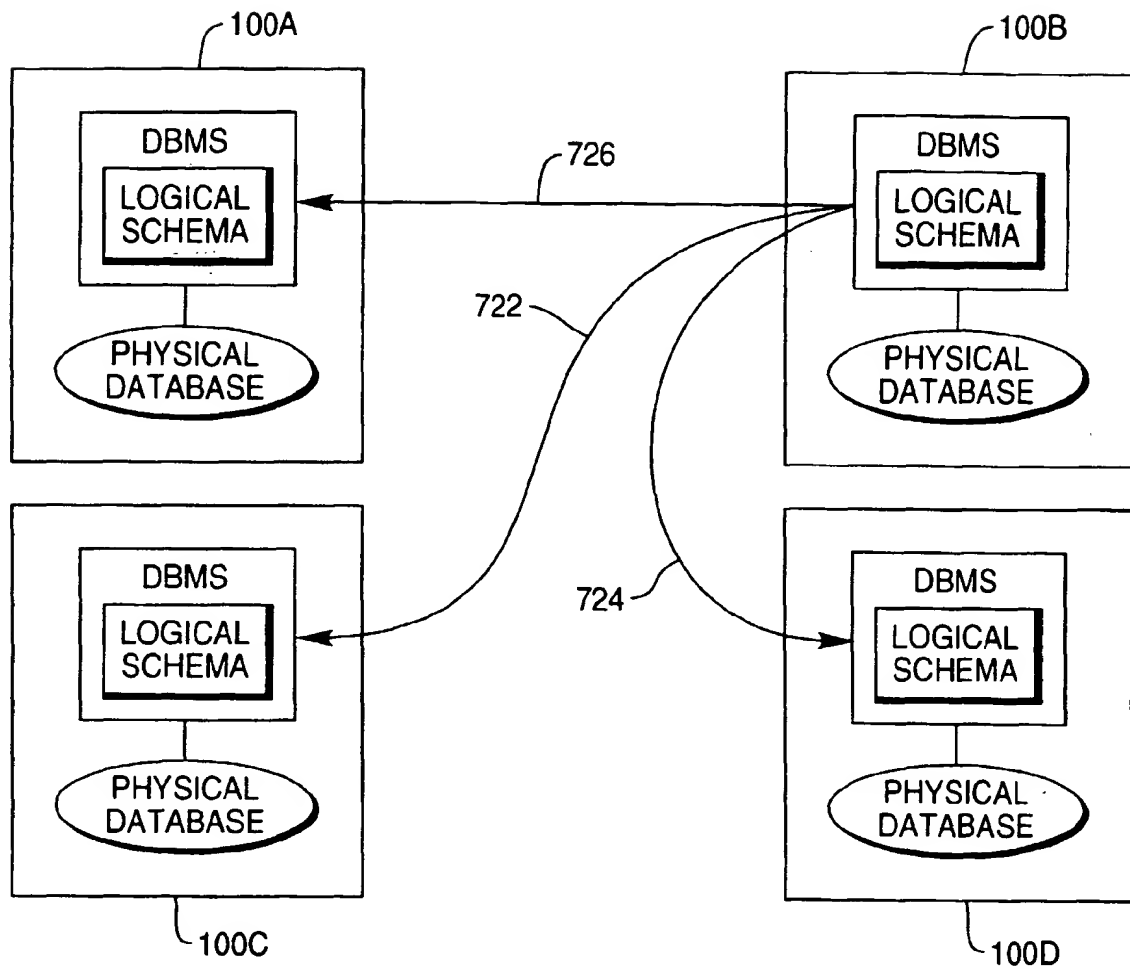 100A
100B
DBMS
LOGICAL
SCHEMA
PHYSICAL
DATABASE
726
DBMS
LOGICAL
SCHEMA
PHYSICAL
DATABASE
722
724
DBMS
LOGICAL
SCHEMA
PHYSICAL
DATABASE
DBMS
LOGICAL
SCHEMA
PHYSICAL
DATABASE
100C
100D